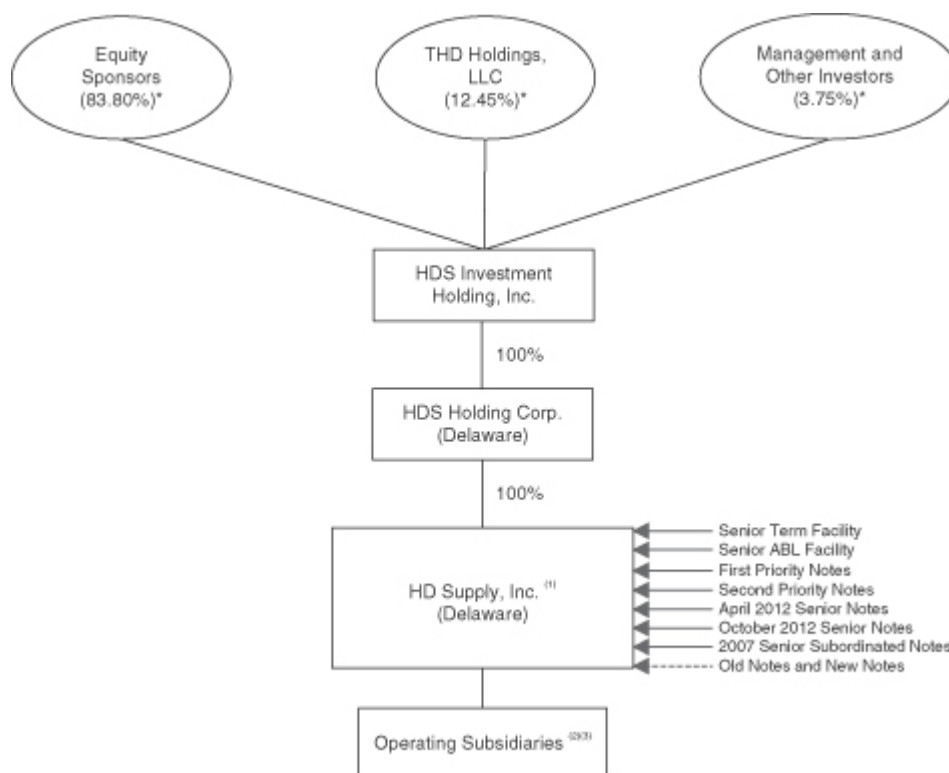 Equity
Sponsors
(83.80%)*
THD Holdings,
LLC
(12.45%)*
Management and
Other Investors
(3.75%)*
HDS Investment
Holding, Inc.
100%
HDS Holding Corp.
(Delaware)
100%
HD Supply, Inc. (1)
(Delaware)
Senior Term Facility
Senior ABL Facility
First Priority Notes
Second Priority Notes
April 2012 Senior Notes
October 2012 Senior Notes
2007 Senior Subordinated Notes
Old Notes and New Notes
Operating Subsidiaries (2)(3)